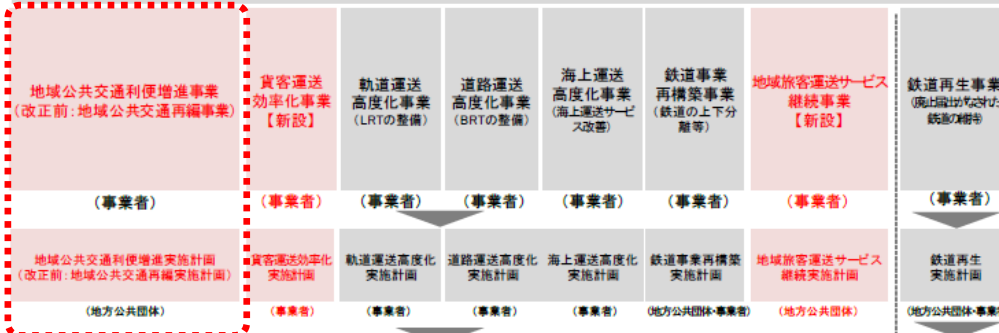 地域公共交通利便増進事業
(改正前:地域公共交通再編事業)
貨客運送
効率化事業
【新設】
軌道運送
高度化事業
(LRTの整備)
道路運送
高度化事業
(BRTの整備)
海上運送
高度化事業
(海上運送サービ
ス改善)
鉄道事業
再構築事業
(鉄道の上下分
離等)
地域旅客運送サービス
継続事業
【新設】
鉄道再生事業
(廃止届出がなされた
鉄道の維持)
(事業者)
(事業者)
(事業者)
(事業者)
(事業者)
(事業者)
(事業者)
(事業者)
地域公共交通利便増進実施計画
(改正前:地域公共交通再編実施計画)
貨客運送効率化
実施計画
軌道運送高度化
実施計画
道路運送高度化
実施計画
海上運送高度化
実施計画
鉄道事業再構築
実施計画
地域旅客運送サービス
継続実施計画
鉄道再生
実施計画
(地方公共団体)
(事業者)
(事業者)
(事業者)
(事業者)
(地方公共団体・事業者)
(地方公共団体)
(地方公共団体・事業